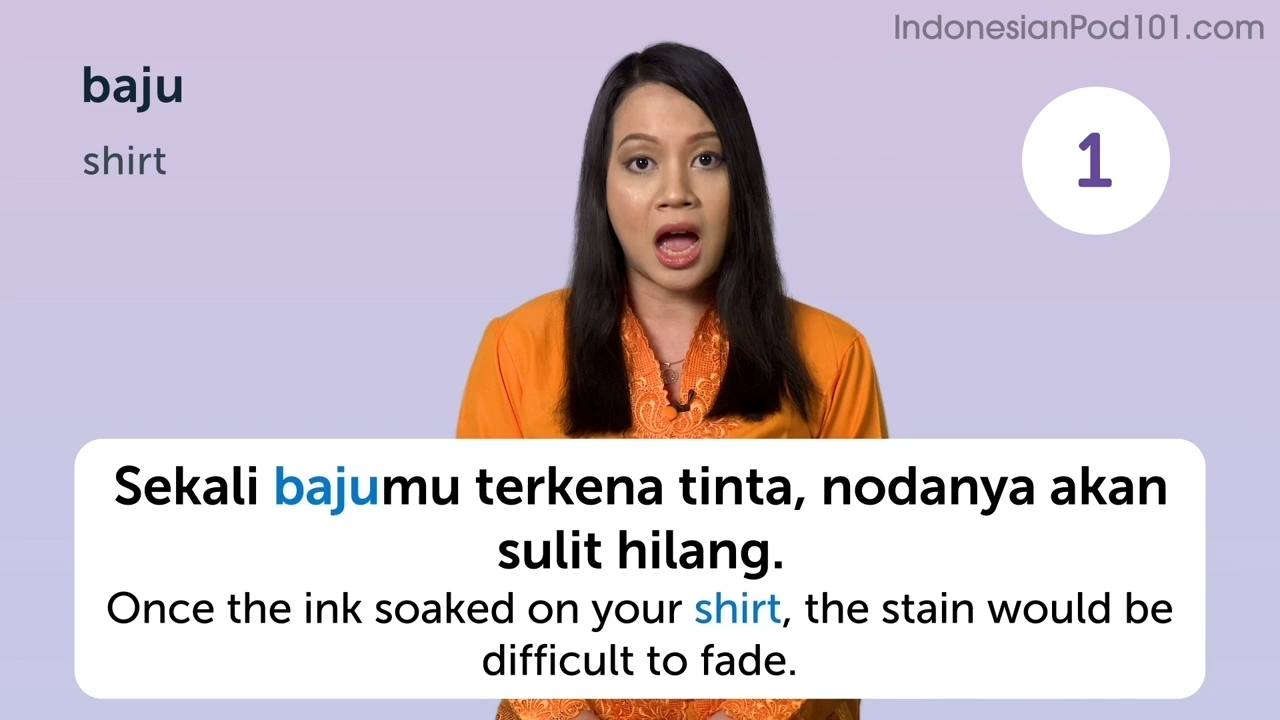 IndonesianPod101.com
baju
shirt
1
Sekali bajumu terkena tinta, nodanya akan
sulit hilang.
Once the ink soaked on your shirt, the stain would be
difficult to fade.